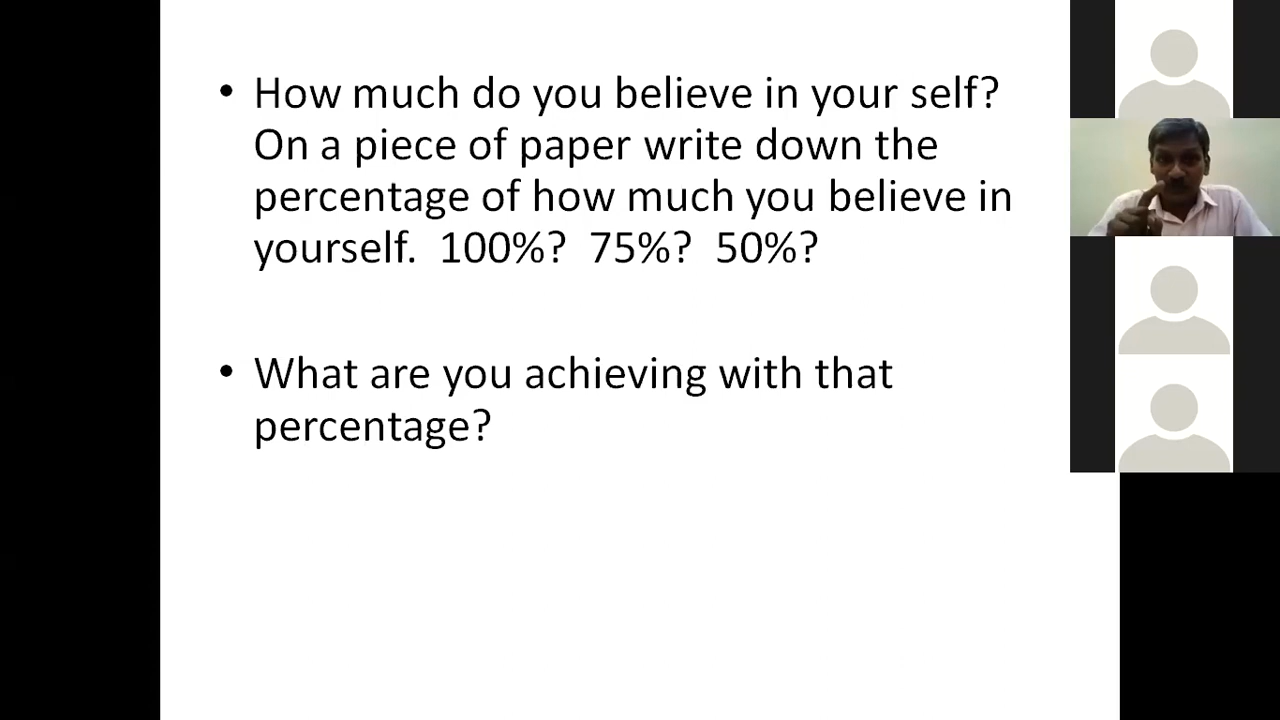 • How much do you believe in your self?
On a piece of paper write down the
percentage of how much you believe in
yourself.  100%?  75%?  50%?
• What are you achieving with that
percentage?